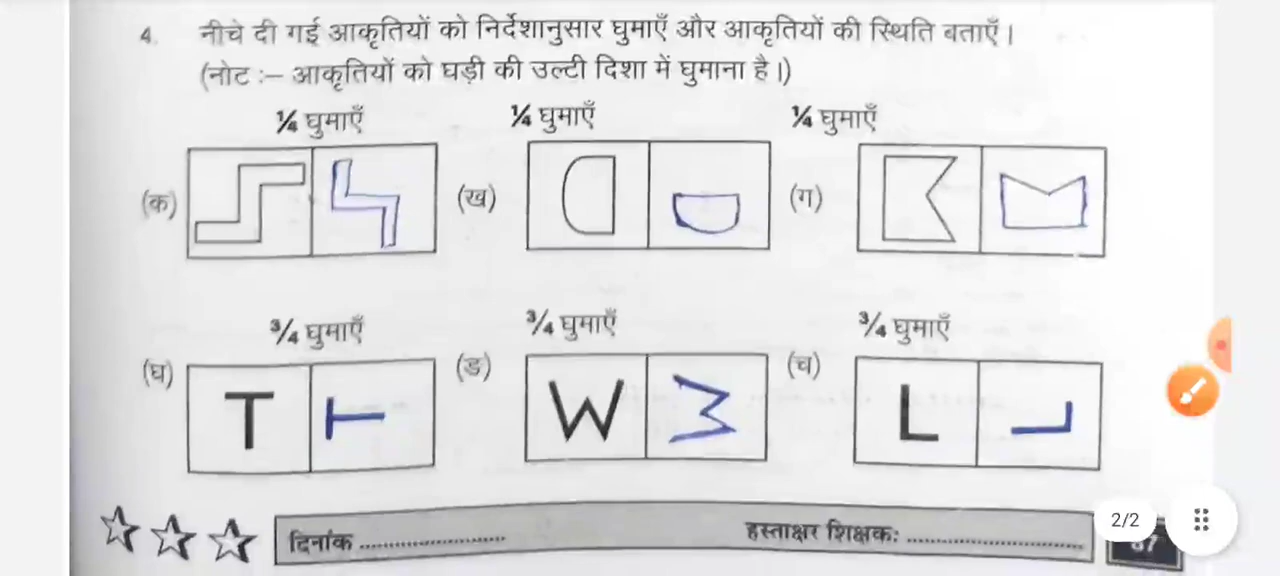 4. नीचे दी गई आकृतियों को निर्देशानुसार घुमाएँ और आकृतियों की स्थिति बताएँ।
(नोट :– आकृतियों को घड़ी की उल्टी दिशा में घुमाना है।)
¼ घुमाएँ ¼ घुमाएँ ¼ घुमाएँ
(क) (ख) (ग)
¾ घुमाएँ ¾ घुमाएँ ¾ घुमाएँ
(घ) T (ङ) W (च) L
दिनांक ........................ हस्ताक्षर शिक्षक: ..............................
2/2